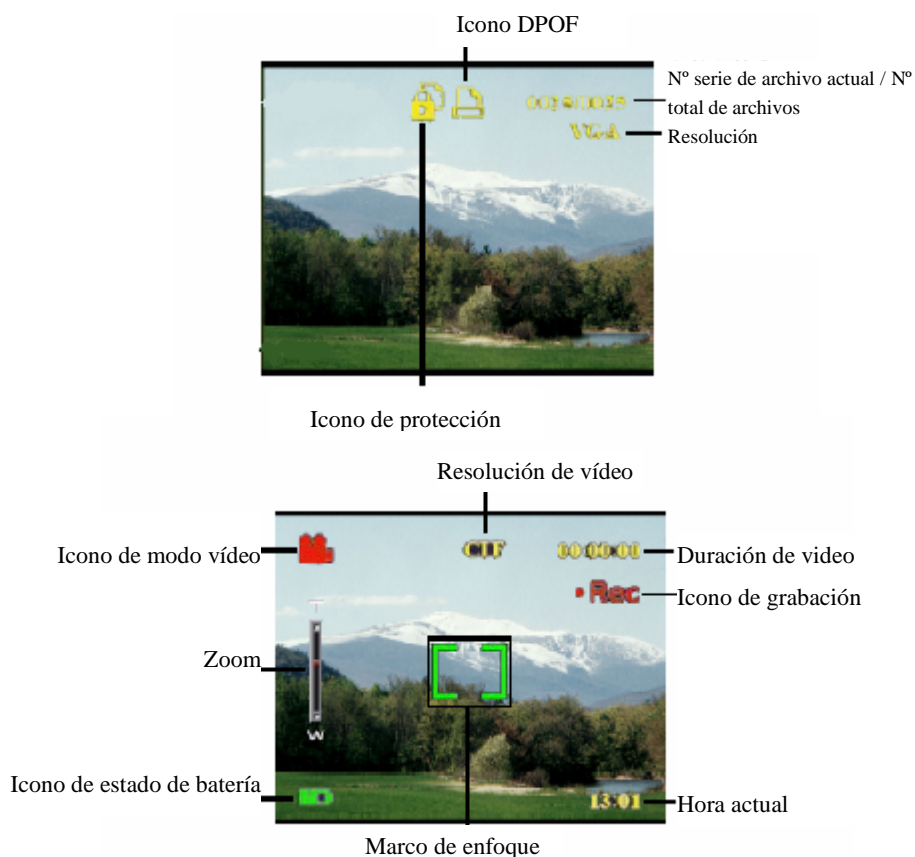 Icono DPOF
Nº serie de archivo actual / Nº
total de archivos
VGA
Resolución
Icono de protección
Resolución de vídeo
Icono de modo vídeo
CIF
00:00:01
Duración de video
Rec
Icono de grabación
T
Zoom
W
Icono de estado de batería
13:01
Hora actual
Marco de enfoque